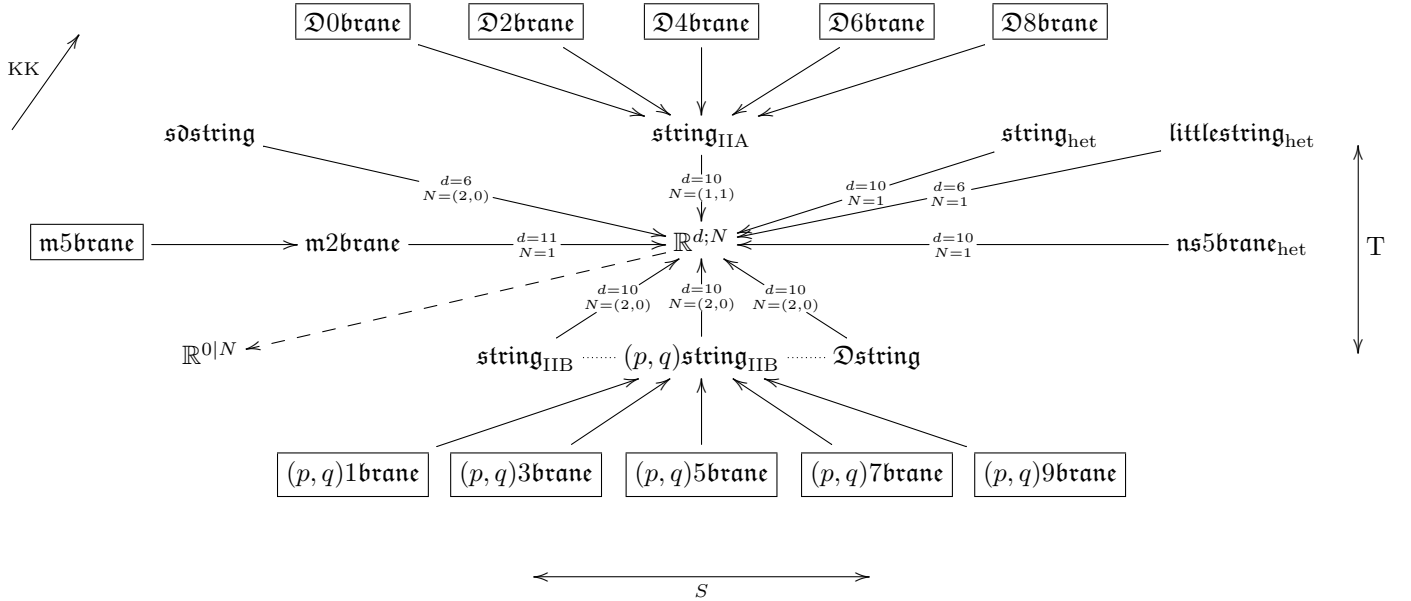 𝔇0𝔟𝔯𝔞𝔫𝔢 𝔇2𝔟𝔯𝔞𝔫𝔢 𝔇4𝔟𝔯𝔞𝔫𝔢 𝔇6𝔟𝔯𝔞𝔫𝔢 𝔇8𝔟𝔯𝔞𝔫𝔢
KK
𝔰𝔡𝔰𝔱𝔯𝔦𝔫𝔤 𝔰𝔱𝔯𝔦𝔫𝔤_IIA 𝔰𝔱𝔯𝔦𝔫𝔤_het 𝔩𝔦𝔱𝔱𝔩𝔢𝔰𝔱𝔯𝔦𝔫𝔤_het
d=6 d=10 d=10 d=6
N=(2,0) N=(1,1) N=1 N=1
𝔪5𝔟𝔯𝔞𝔫𝔢 𝔪2𝔟𝔯𝔞𝔫𝔢 d=11 ℝ^{d;N} d=10 𝔫𝔰5𝔟𝔯𝔞𝔫𝔢_het T
N=1 N=1
d=10 d=10 d=10
N=(2,0) N=(2,0) N=(2,0)
ℝ^{0|N} 𝔰𝔱𝔯𝔦𝔫𝔤_IIB (p, q)𝔰𝔱𝔯𝔦𝔫𝔤_IIB 𝔇𝔰𝔱𝔯𝔦𝔫𝔤
(p, q)1𝔟𝔯𝔞𝔫𝔢 (p, q)3𝔟𝔯𝔞𝔫𝔢 (p, q)5𝔟𝔯𝔞𝔫𝔢 (p, q)7𝔟𝔯𝔞𝔫𝔢 (p, q)9𝔟𝔯𝔞𝔫𝔢
S